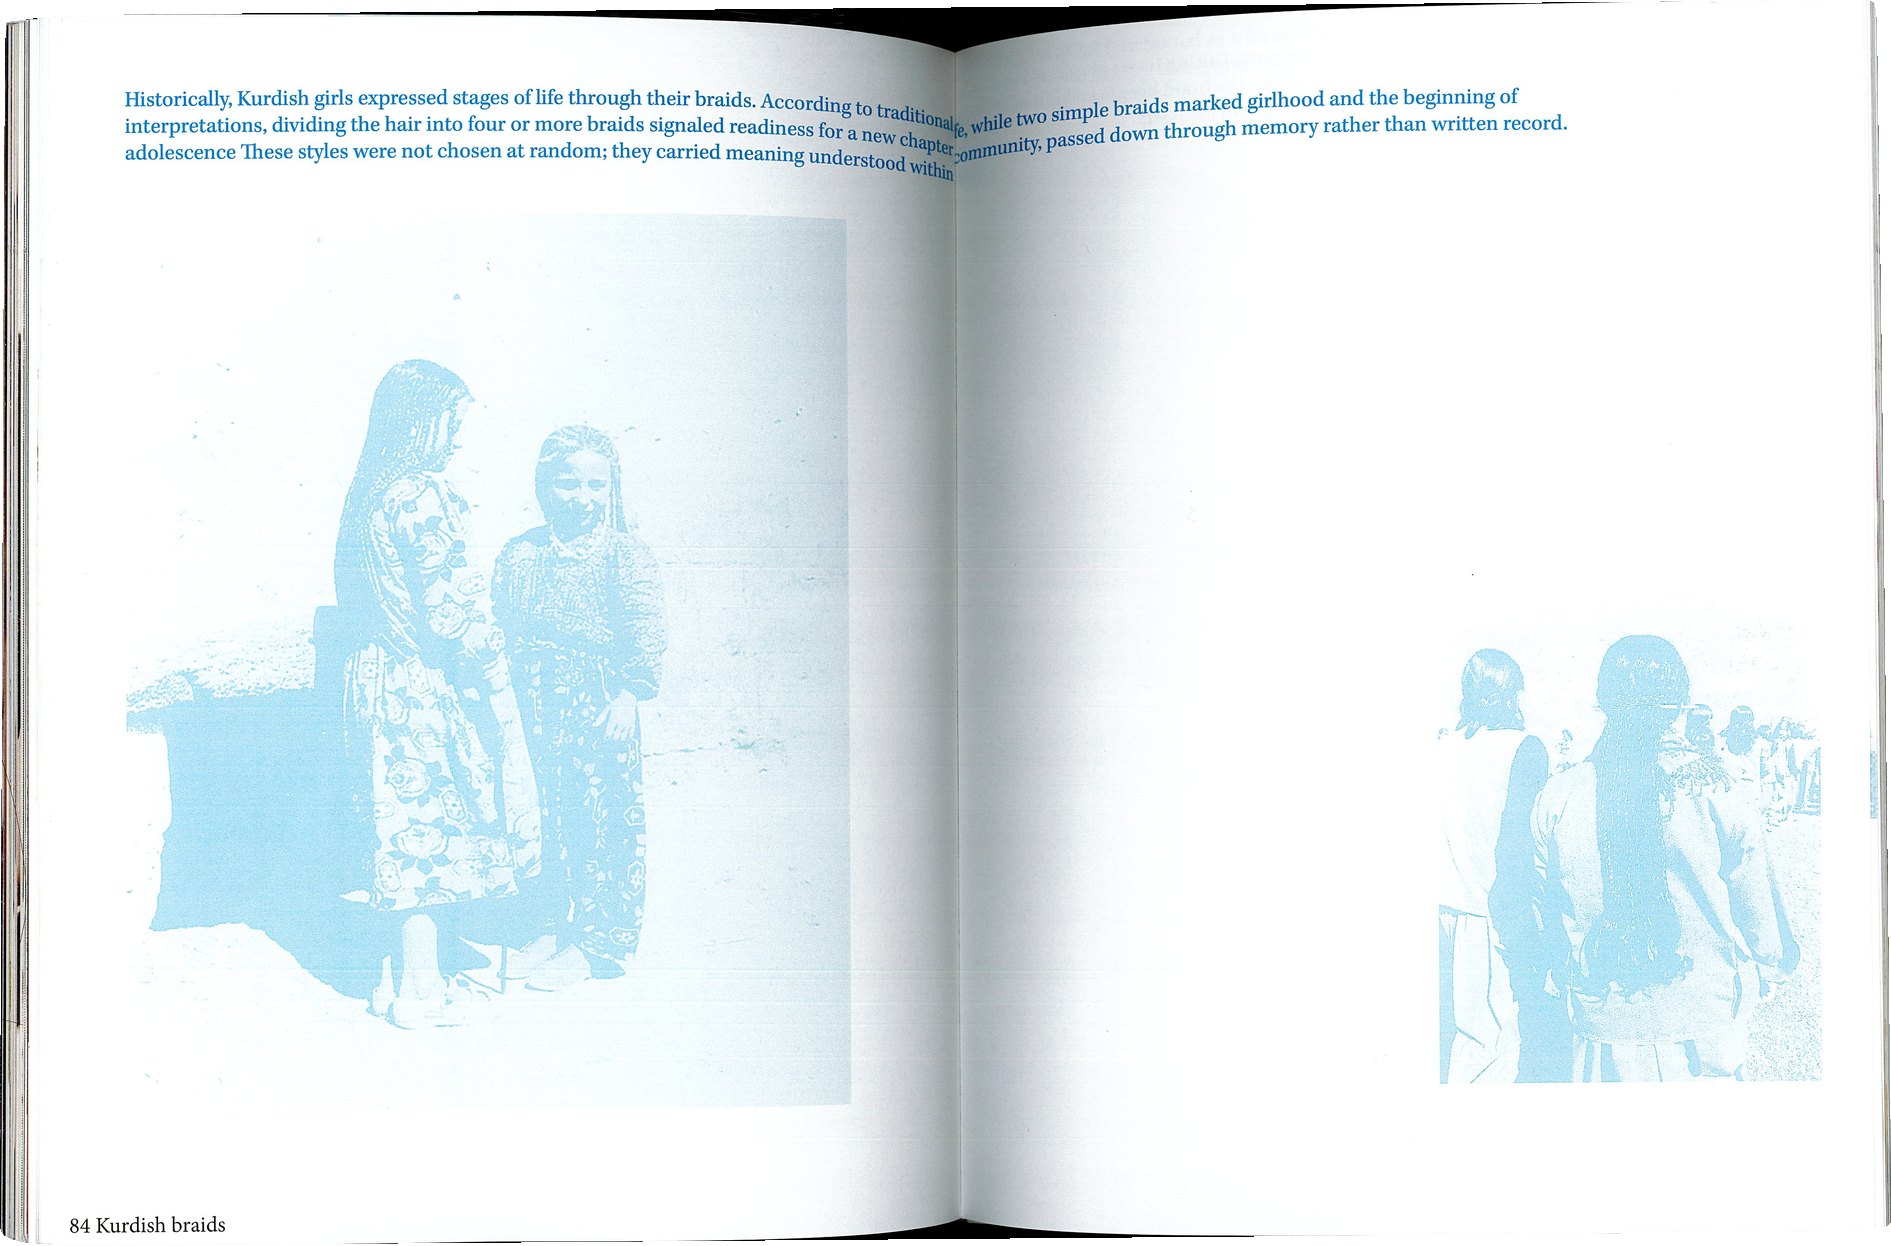 Historically, Kurdish girls expressed stages of life through their braids. According to traditional
interpretations, dividing the hair into four or more braids signaled readiness for a new chapter fe, while two simple braids marked girlhood and the beginning of
adolescence These styles were not chosen at random; they carried meaning understood within community, passed down through memory rather than written record.
84 Kurdish braids